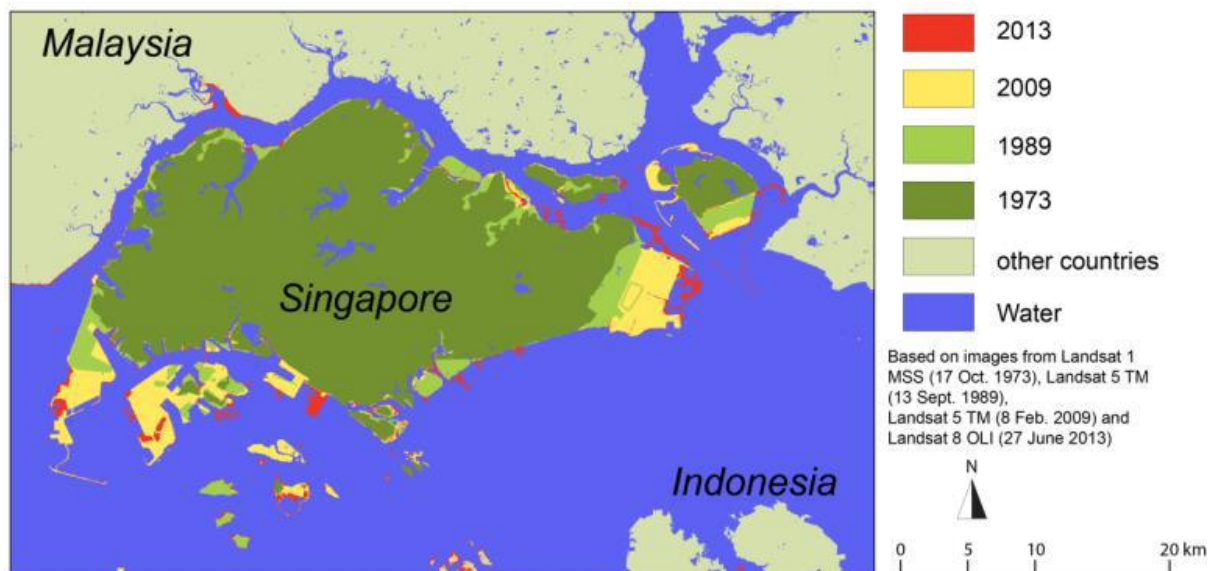 Malaysia
Singapore
Indonesia
2013
2009
1989
1973
other countries
Water
Based on images from Landsat 1
MSS (17 Oct. 1973), Landsat 5 TM
(13 Sept. 1989),
Landsat 5 TM (8 Feb. 2009) and
Landsat 8 OLI (27 June 2013)
N
0 5 10 20 km